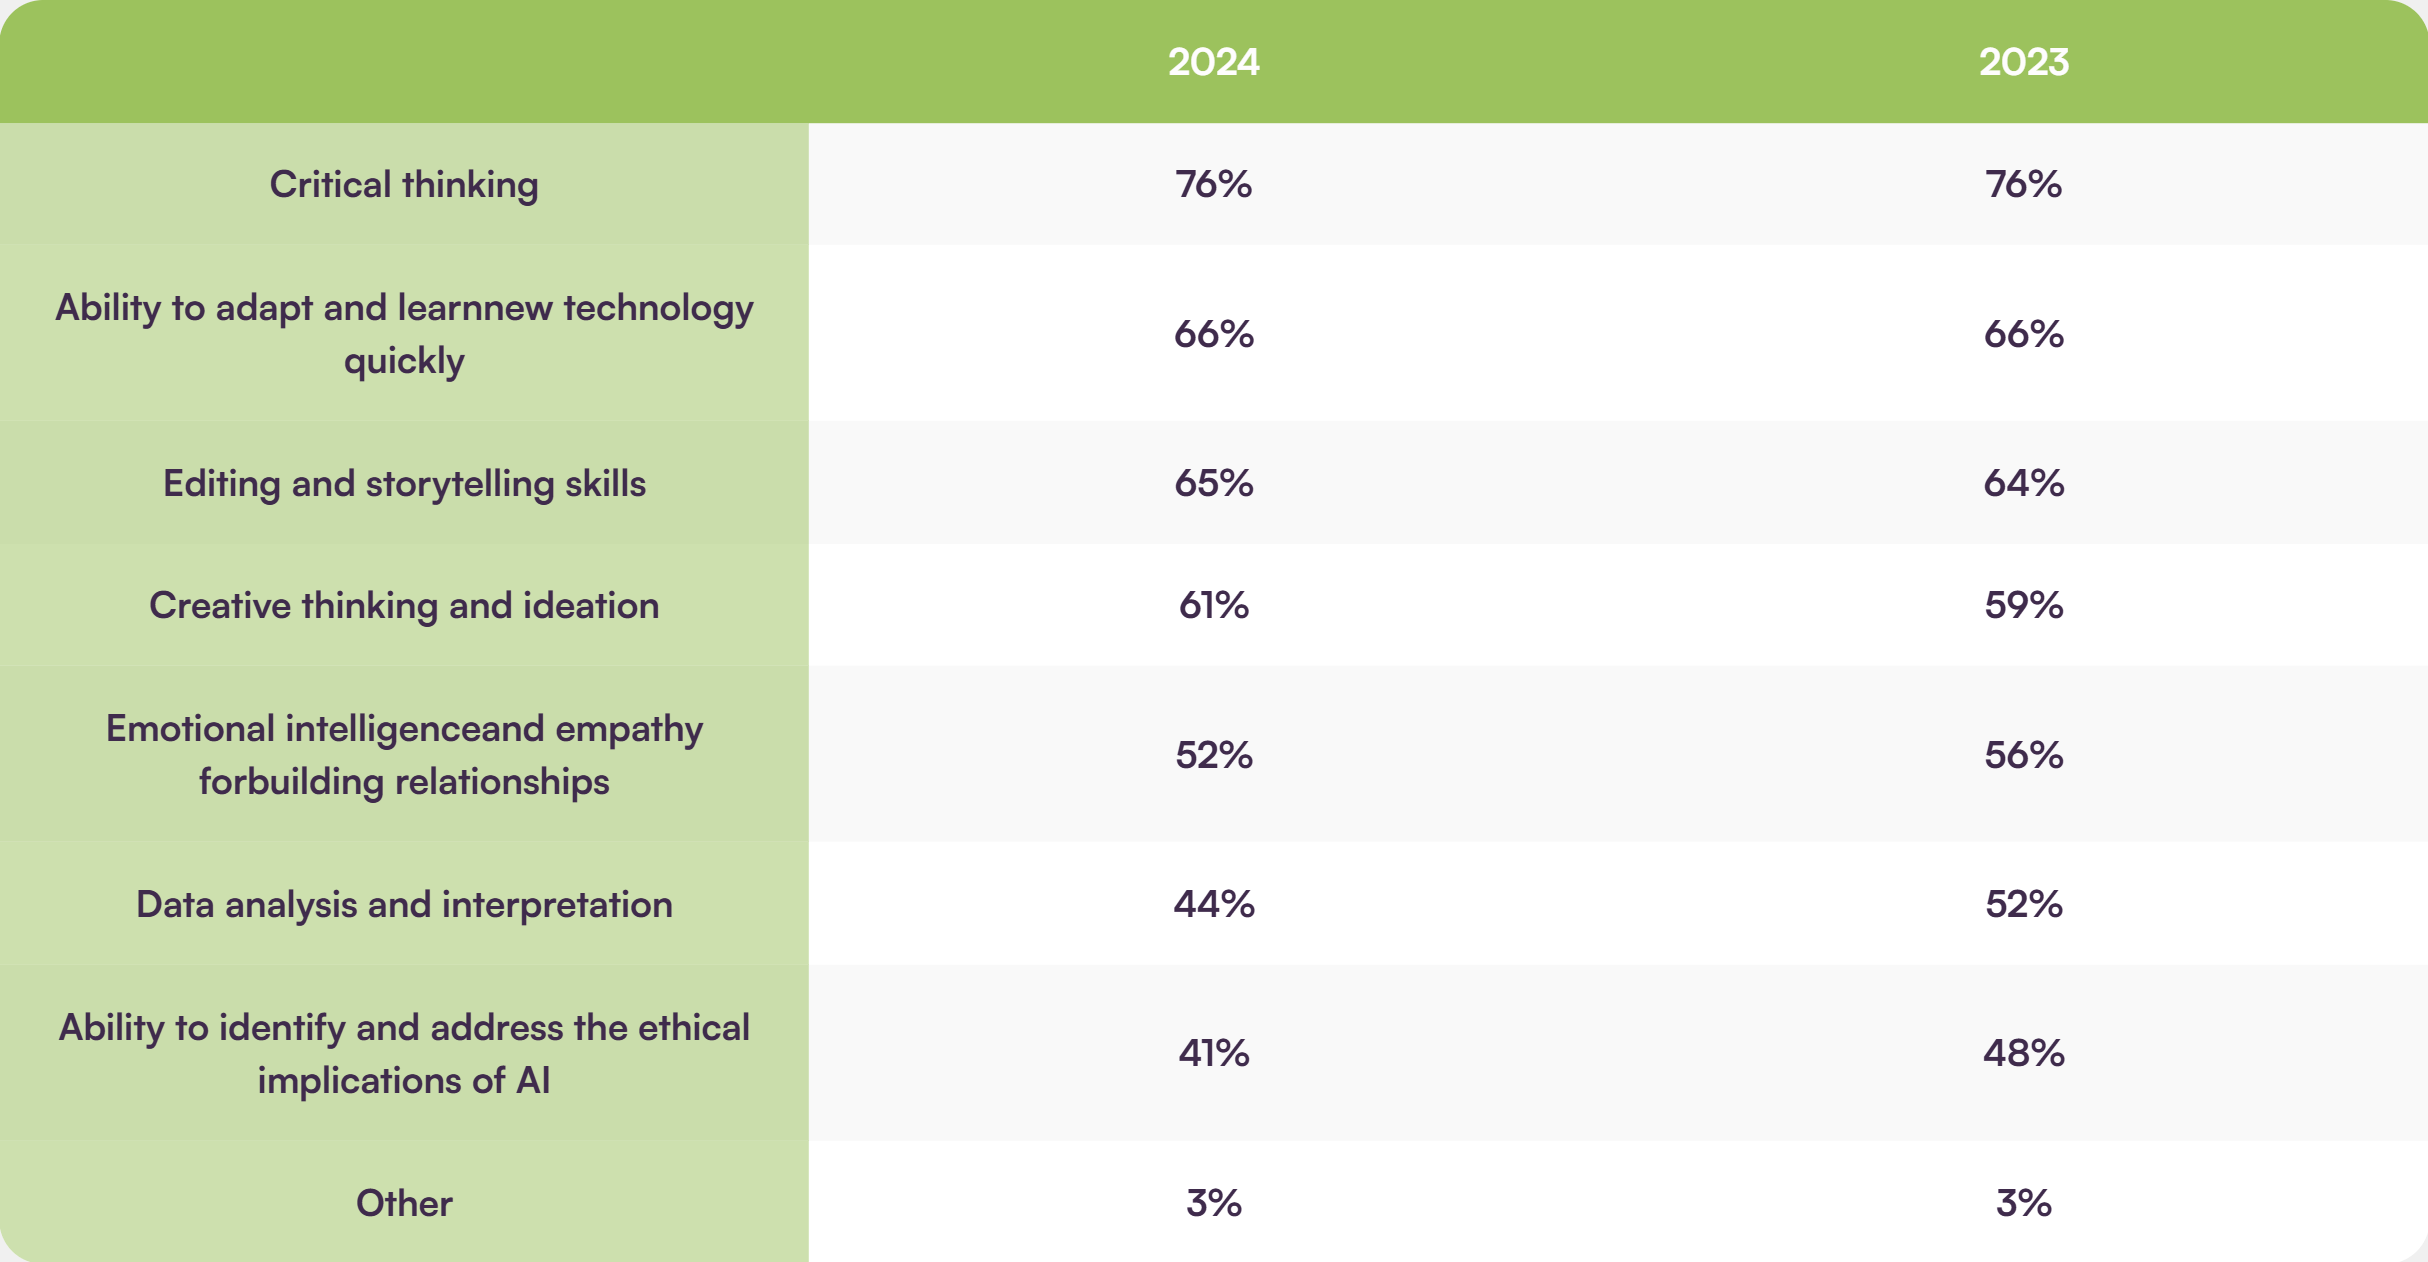 2024 2023
Critical thinking 76% 76%
Ability to adapt and learnnew technology
quickly 66% 66%
Editing and storytelling skills 65% 64%
Creative thinking and ideation 61% 59%
Emotional intelligenceand empathy
forbuilding relationships 52% 56%
Data analysis and interpretation 44% 52%
Ability to identify and address the ethical
implications of AI 41% 48%
Other 3% 3%